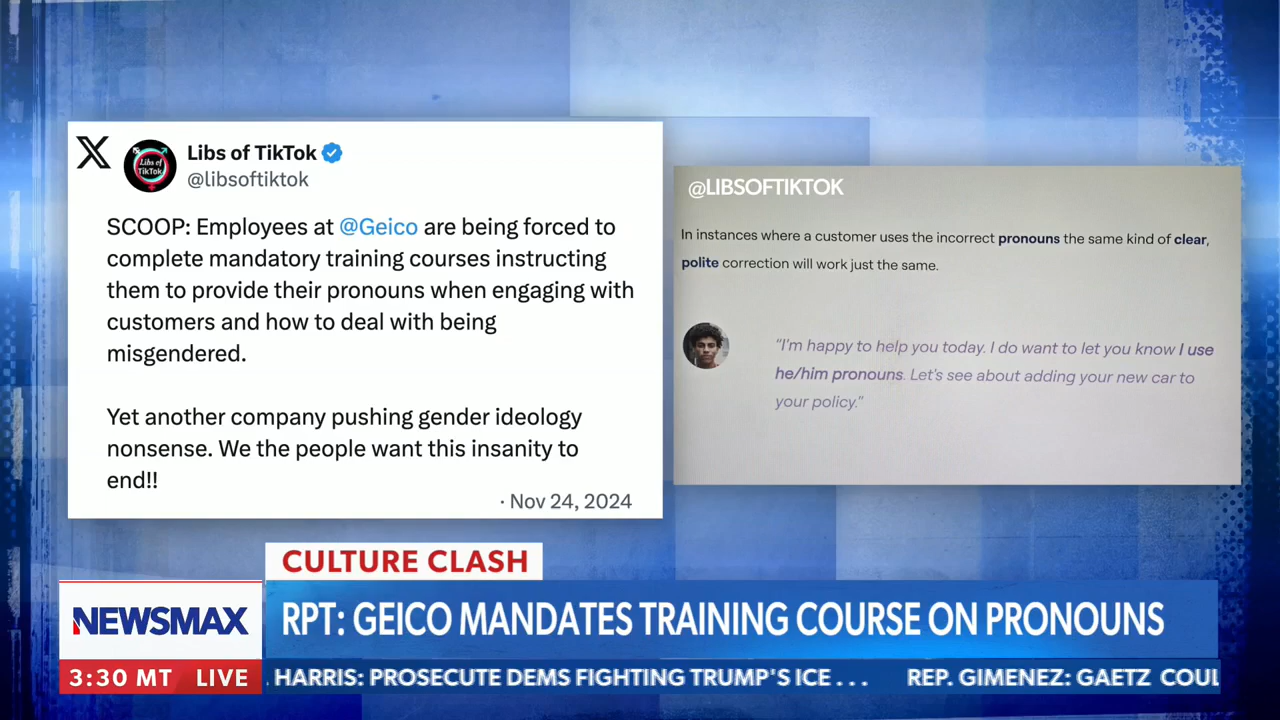 Libs of TikTok
@libsoftiktok
Libs of
TikTok
SCOOP: Employees at @Geico are being forced to
complete mandatory training courses instructing
them to provide their pronouns when engaging with
customers and how to deal with being
misgendered.
Yet another company pushing gender ideology
nonsense. We the people want this insanity to
end!!
· Nov 24, 2024
@LIBSOFTIKTOK
In instances where a customer uses the incorrect pronouns the same kind of clear,
polite correction will work just the same.
"I'm happy to help you today. I do want to let you know I use
he/him pronouns. Let's see about adding your new car to
your policy."
CULTURE CLASH
NEWSMAX
RPT: GEICO MANDATES TRAINING COURSE ON PRONOUNS
3:30 MT LIVE
. HARRIS: PROSECUTE DEMS FIGHTING TRUMP'S ICE . . . REP. GIMENEZ: GAETZ COUL